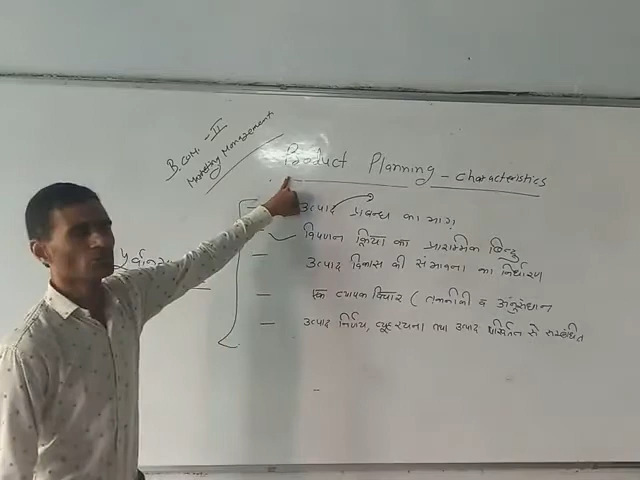 B.COM. - II
Marketing Management
Product Planning - Characteristics
उत्पाद प्रबन्ध का भाग
विपणन क्रिया का प्रारम्भिक बिन्दु
उत्पाद विकास की संभावना का निर्धारण
एक व्यापक विचार ( तकनीकी व अनुसंधान
उत्पाद निर्णय, व्यूहरचना तथा उत्पाद परिवर्तन से सम्बंधित